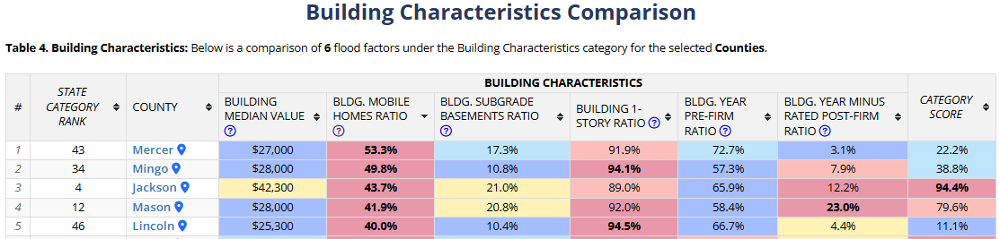 Building Characteristics Comparison
Table 4. Building Characteristics: Below is a comparison of 6 flood factors under the Building Characteristics category for the selected Counties.
BUILDING CHARACTERISTICS
# STATE CATEGORY RANK COUNTY BUILDING MEDIAN VALUE ? BLDG. MOBILE HOMES RATIO ? BLDG. SUBGRADE BASEMENTS RATIO ? BUILDING 1-STORY RATIO ? BLDG. YEAR PRE-FIRM RATIO ? BLDG. YEAR MINUS RATED POST-FIRM RATIO ? CATEGORY SCORE
1 43 Mercer $27,000 53.3% 17.3% 91.9% 72.7% 3.1% 22.2%
2 34 Mingo $28,000 49.8% 10.8% 94.1% 57.3% 7.9% 38.8%
3 4 Jackson $42,300 43.7% 21.0% 89.0% 65.9% 12.2% 94.4%
4 12 Mason $28,000 41.9% 20.8% 92.0% 58.4% 23.0% 79.6%
5 46 Lincoln $25,300 40.0% 10.4% 94.5% 66.7% 4.4% 11.1%